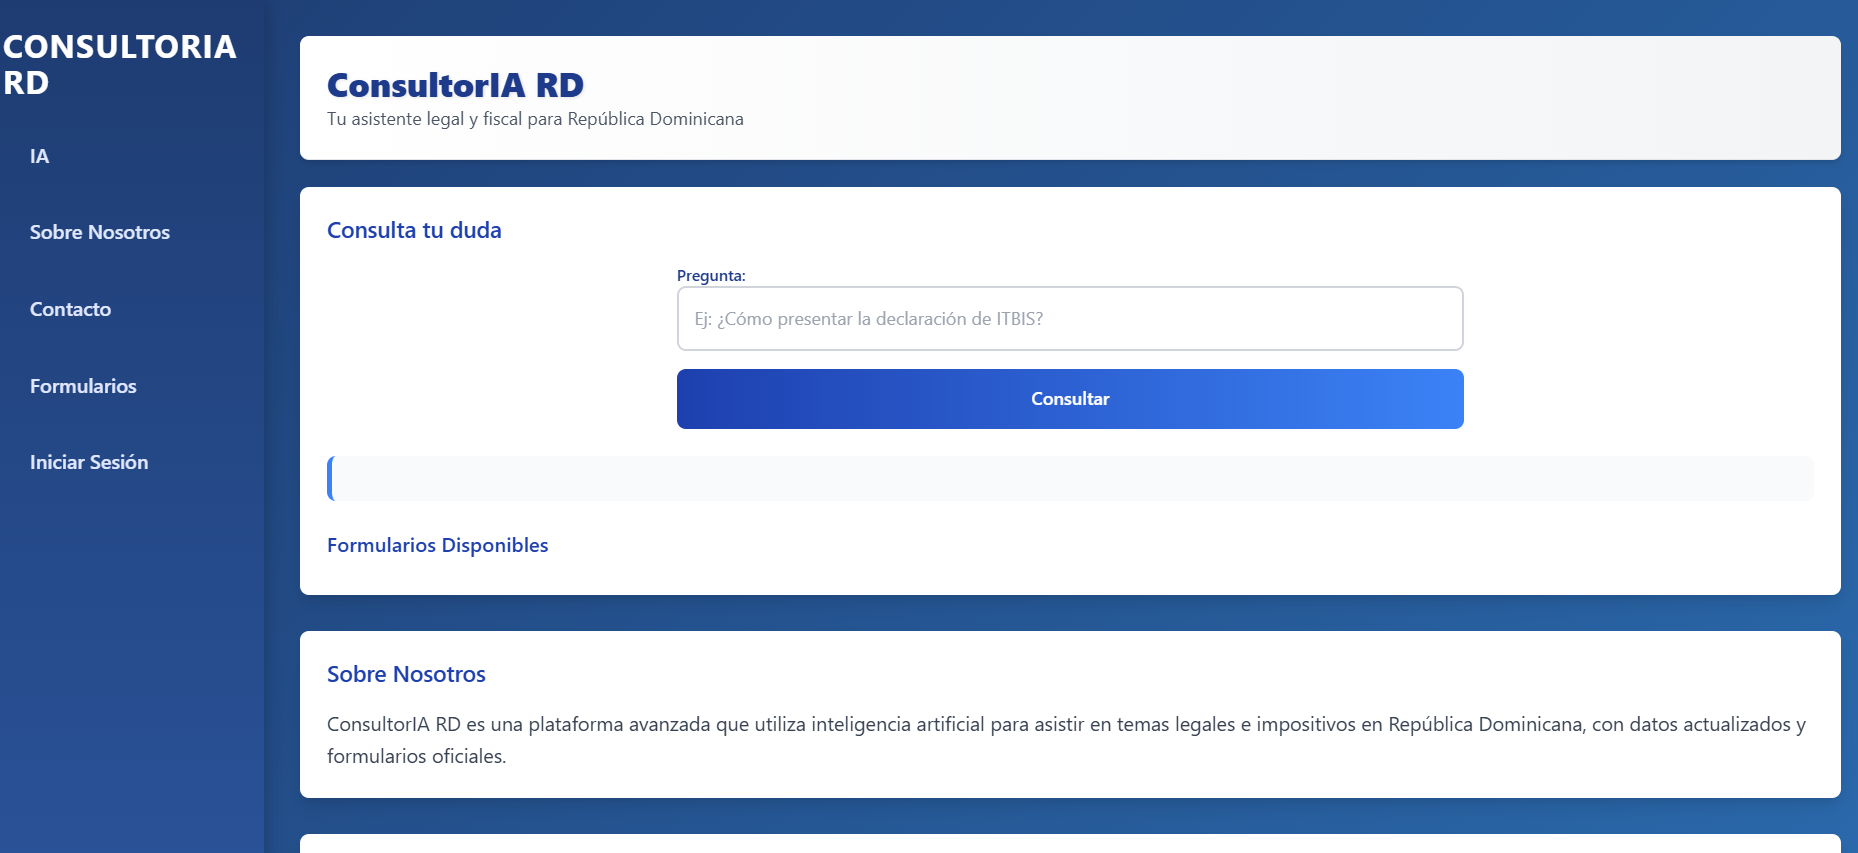 CONSULTORIA
RD
IA
Sobre Nosotros
Contacto
Formularios
Iniciar Sesión
ConsultorIA RD
Tu asistente legal y fiscal para República Dominicana
Consulta tu duda
Pregunta:
Ej: ¿Cómo presentar la declaración de ITBIS?
Consultar
Formularios Disponibles
Sobre Nosotros
ConsultorIA RD es una plataforma avanzada que utiliza inteligencia artificial para asistir en temas legales e impositivos en República Dominicana, con datos actualizados y
formularios oficiales.